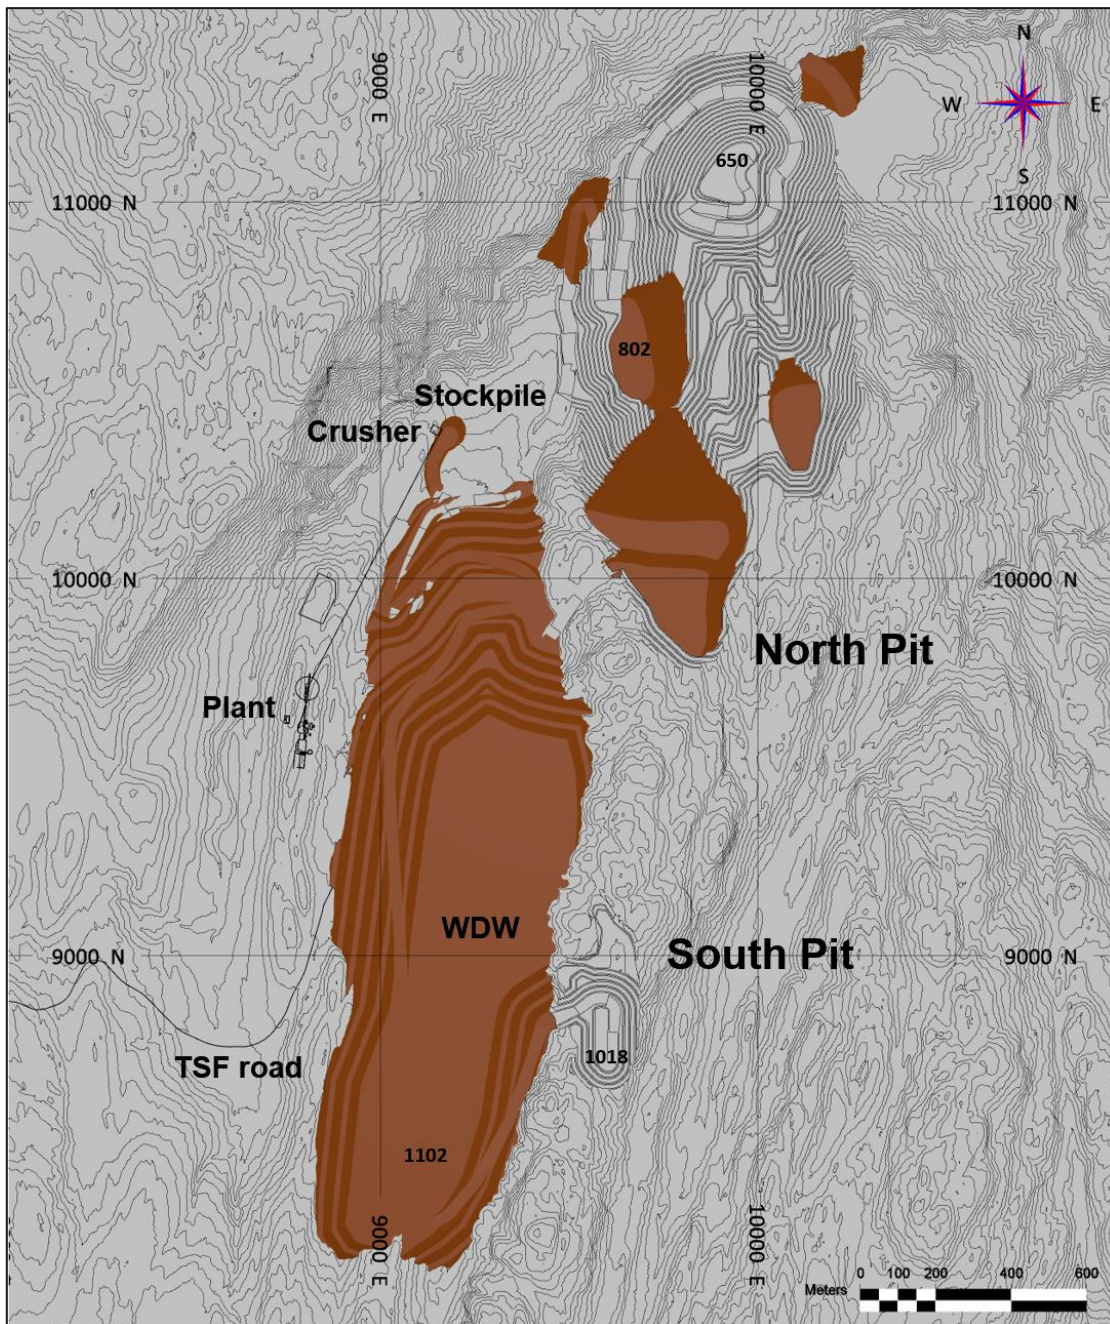 N
W E
S
9000 E
10000 E
650
11000 N
11000 N
802
Stockpile
Crusher
10000 N
10000 N
North Pit
Plant
WDW
South Pit
9000 N
9000 N
1018
TSF road
1102
9000 E
10000 E
0 100 200 400 600
Meters